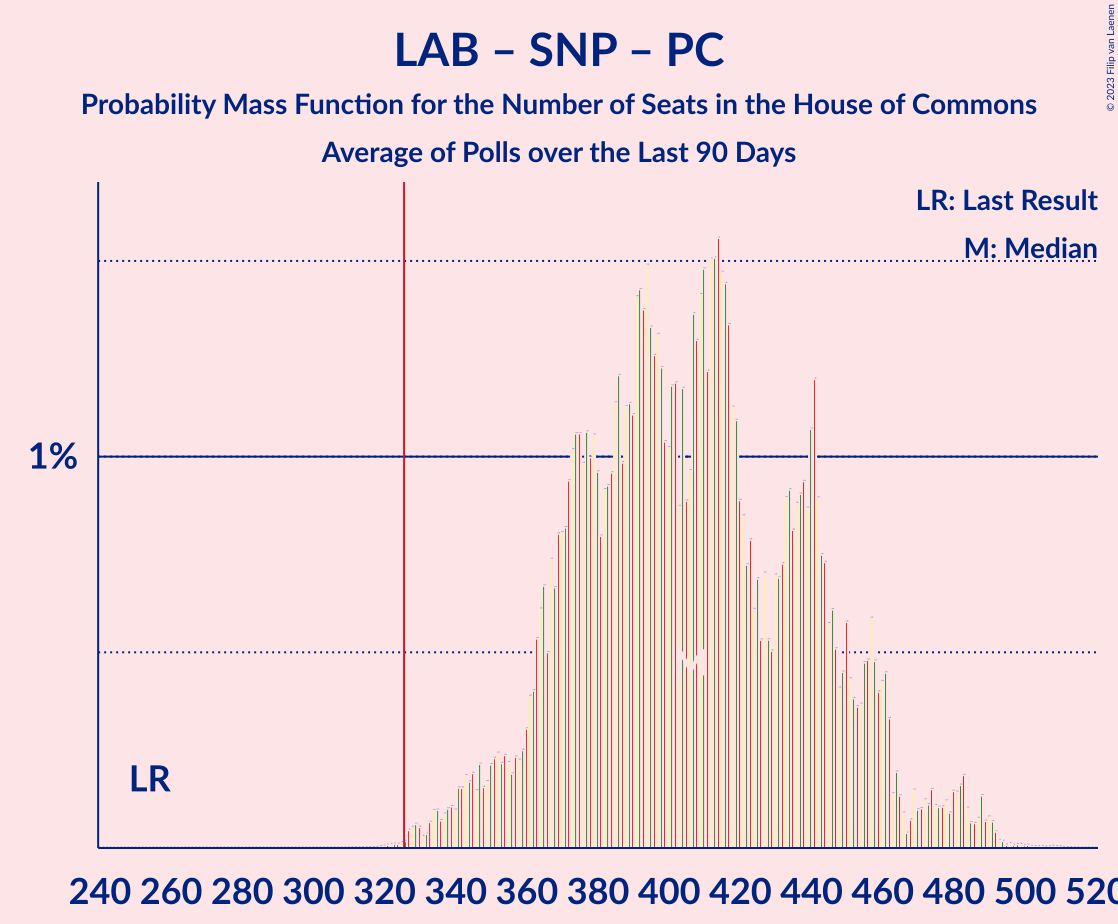 LAB – SNP – PC
Probability Mass Function for the Number of Seats in the House of Commons
Average of Polls over the Last 90 Days
© 2023 Filip van Laenen
LR: Last Result
M: Median
1%
LR
M
240 260 280 300 320 340 360 380 400 420 440 460 480 500 520